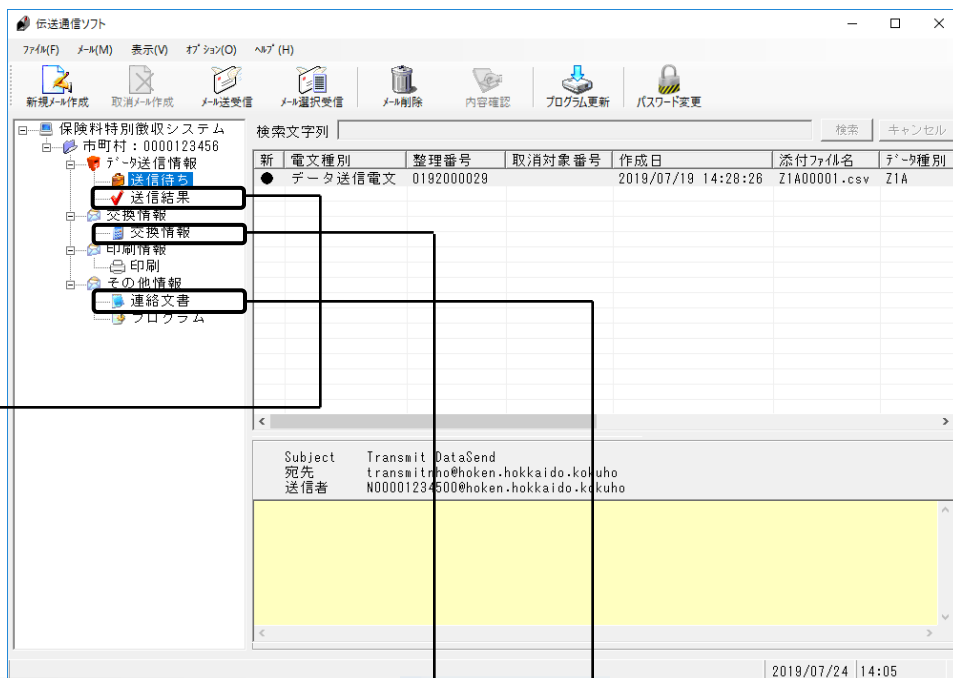 伝送通信ソフト
ファイル(F) メール(M) 表示(V) オプション(O) ヘルプ(H)
新規メール作成 取消メール作成 メール送受信 メール選択受信 メール削除 内容確認 プログラム更新 パスワード変更
保険料特別徴収システム
市町村：0000123456
データ送信情報
送信待ち
送信結果
交換情報
交換情報
印刷情報
印刷
その他情報
連絡文書
プログラム
検索文字列 検索 キャンセル
新 電文種別 整理番号 取消対象番号 作成日 添付ファイル名 データ種別
● データ送信電文 0192000029 2019/07/19 14:28:26 Z1A00001.csv Z1A
Subject Transmit DataSend
宛先 transmitnho@hoken.hokkaido.kokuho
送信者 N00001234500@hoken.hokkaido.kokuho
2019/07/24 14:05